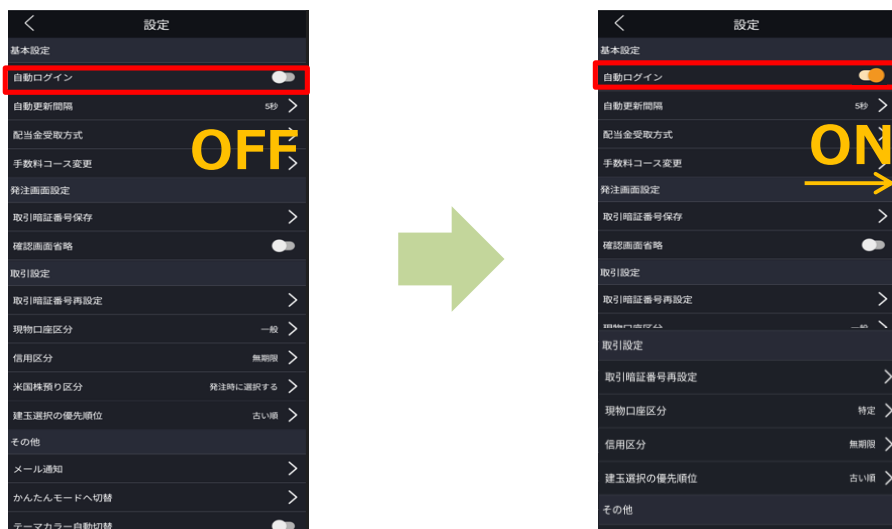 設定
基本設定
自動ログイン
自動更新間隔 5秒
配当金受取方式
手数料コース変更
OFF
発注画面設定
取引暗証番号保存
確認画面省略
取引設定
取引暗証番号再設定
現物口座区分 一般
信用区分 無期限
米国株預り区分 発注時に選択する
建玉選択の優先順位 古い順
その他
メール通知
かんたんモードへ切替
テーマカラー自動切替
設定
基本設定
自動ログイン
自動更新間隔 5秒
配当金受取方式
手数料コース変更
ON
発注画面設定
取引暗証番号保存
確認画面省略
取引設定
取引暗証番号再設定
現物口座区分 一般
取引設定
取引暗証番号再設定
現物口座区分 特定
信用区分 無期限
建玉選択の優先順位 古い順
その他